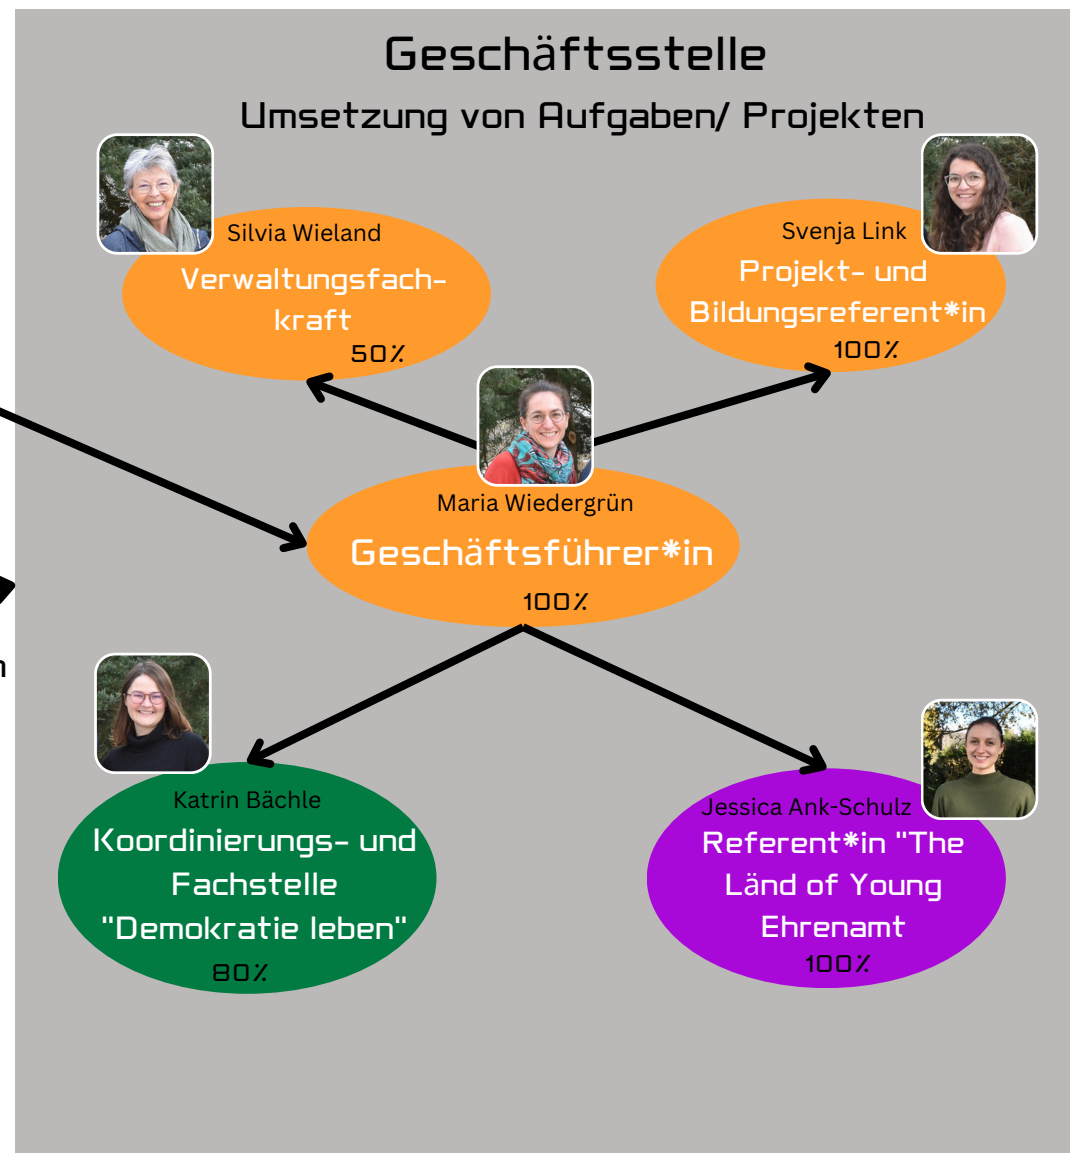 Geschäftsstelle
Umsetzung von Aufgaben/ Projekten
Silvia Wieland
Verwaltungsfach-
kraft
50%
Svenja Link
Projekt- und
Bildungsreferent*in
100%
Maria Wiedergrün
Geschäftsführer*in
100%
Katrin Bächle
Koordinierungs- und
Fachstelle
"Demokratie leben"
80%
Jessica Ank-Schulz
Referent*in "The
Länd of Young
Ehrenamt
100%